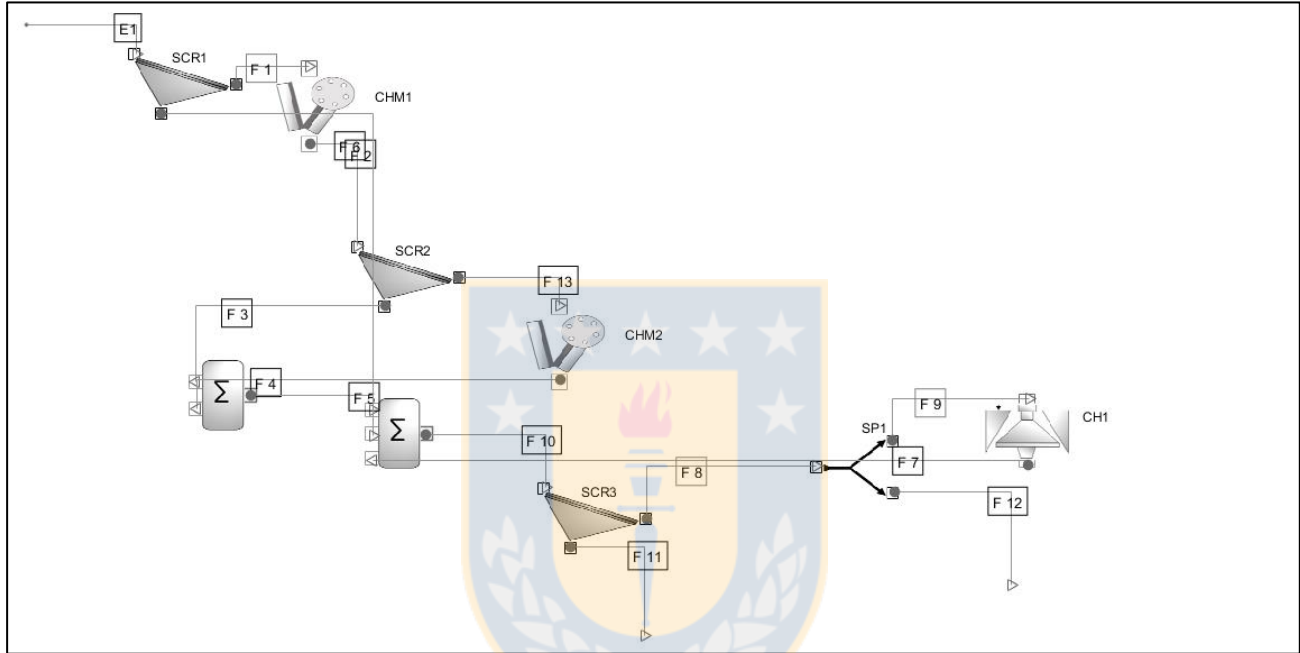 E1
SCR1
F 1
CHM1
F 6
F 2
SCR2
F 13
F 3
CHM2
Σ
F 4
F 5
Σ
F 9
CH1
SP1
F 10
F 7
F 8
SCR3
F 12
F 11